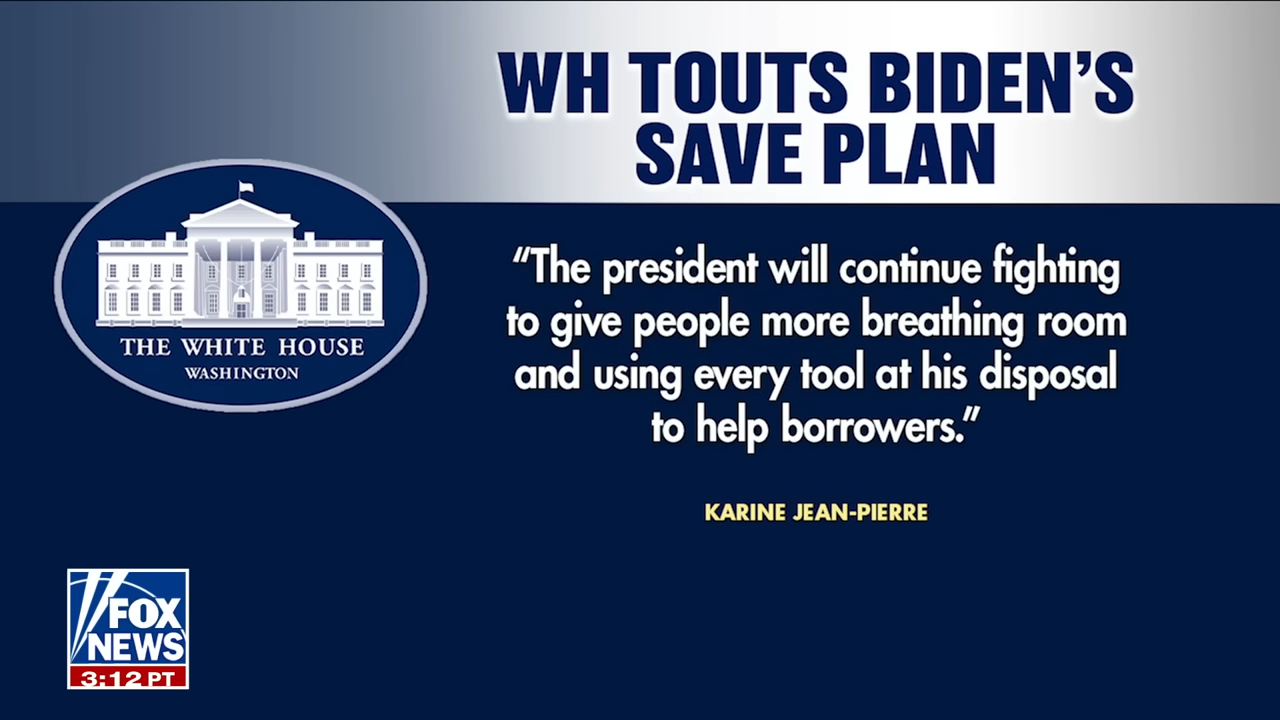 WH TOUTS BIDEN’S
SAVE PLAN
THE WHITE HOUSE
WASHINGTON
“The president will continue fighting
to give people more breathing room
and using every tool at his disposal
to help borrowers.”
KARINE JEAN-PIERRE
FOX
NEWS
3:12 PT